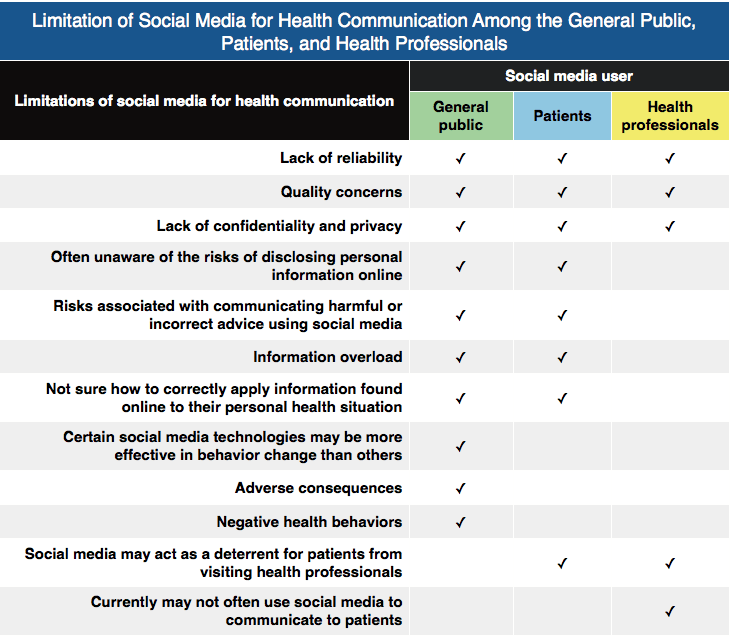 Limitation of Social Media for Health Communication Among the General Public,
Patients, and Health Professionals
Limitations of social media for health communication
Social media user
General
public
Patients
Health
professionals
Lack of reliability ✓ ✓ ✓
Quality concerns ✓ ✓ ✓
Lack of confidentiality and privacy ✓ ✓ ✓
Often unaware of the risks of disclosing personal
information online ✓ ✓
Risks associated with communicating harmful or
incorrect advice using social media ✓ ✓
Information overload ✓ ✓
Not sure how to correctly apply information found
online to their personal health situation ✓ ✓
Certain social media technologies may be more
effective in behavior change than others ✓
Adverse consequences ✓
Negative health behaviors ✓
Social media may act as a deterrent for patients from
visiting health professionals ✓ ✓
Currently may not often use social media to
communicate to patients ✓